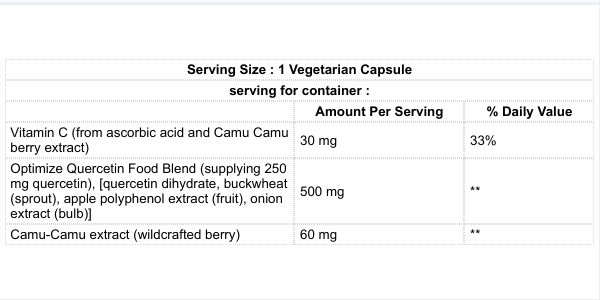 Serving Size : 1 Vegetarian Capsule
serving for container :
Amount Per Serving % Daily Value
Vitamin C (from ascorbic acid and Camu Camu
berry extract) 30 mg 33%
Optimize Quercetin Food Blend (supplying 250
mg quercetin), [quercetin dihydrate, buckwheat
(sprout), apple polyphenol extract (fruit), onion
extract (bulb)] 500 mg **
Camu-Camu extract (wildcrafted berry) 60 mg **